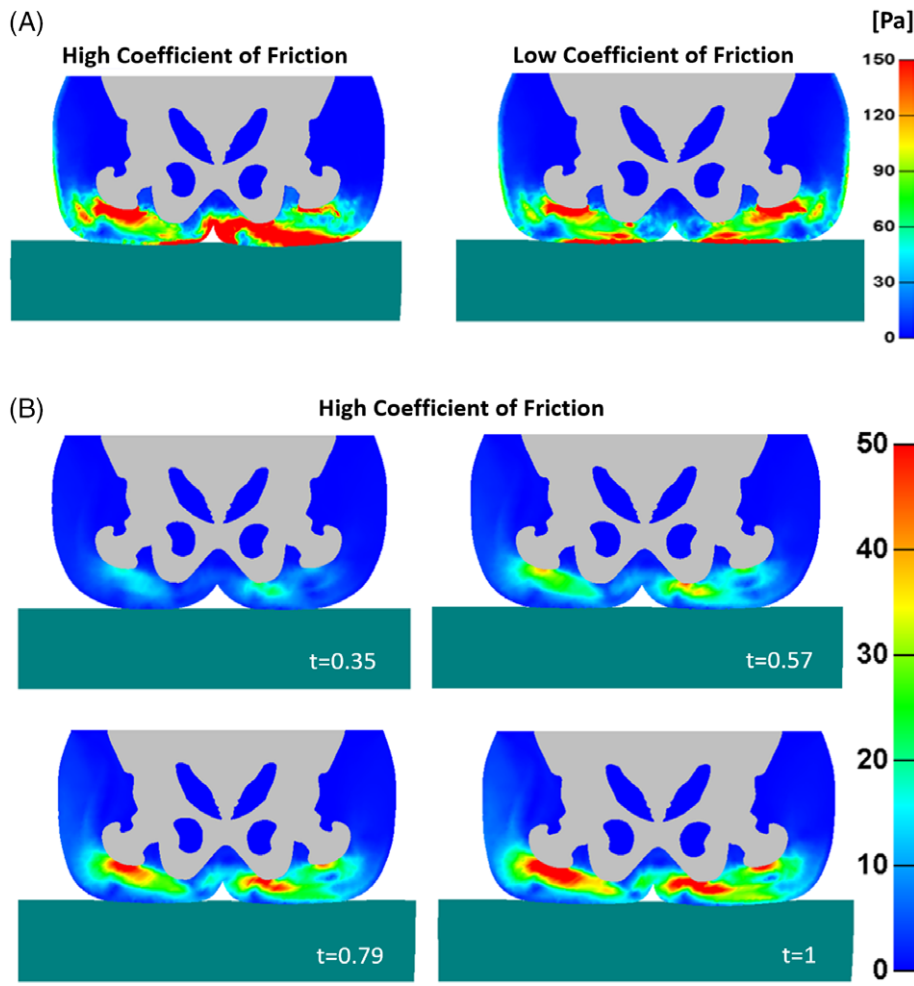 (A)
[Pa]
High Coefficient of Friction
Low Coefficient of Friction
150
120
90
60
30
0
(B)
High Coefficient of Friction
50
40
30
20
10
0
t=0.35
t=0.57
t=0.79
t=1